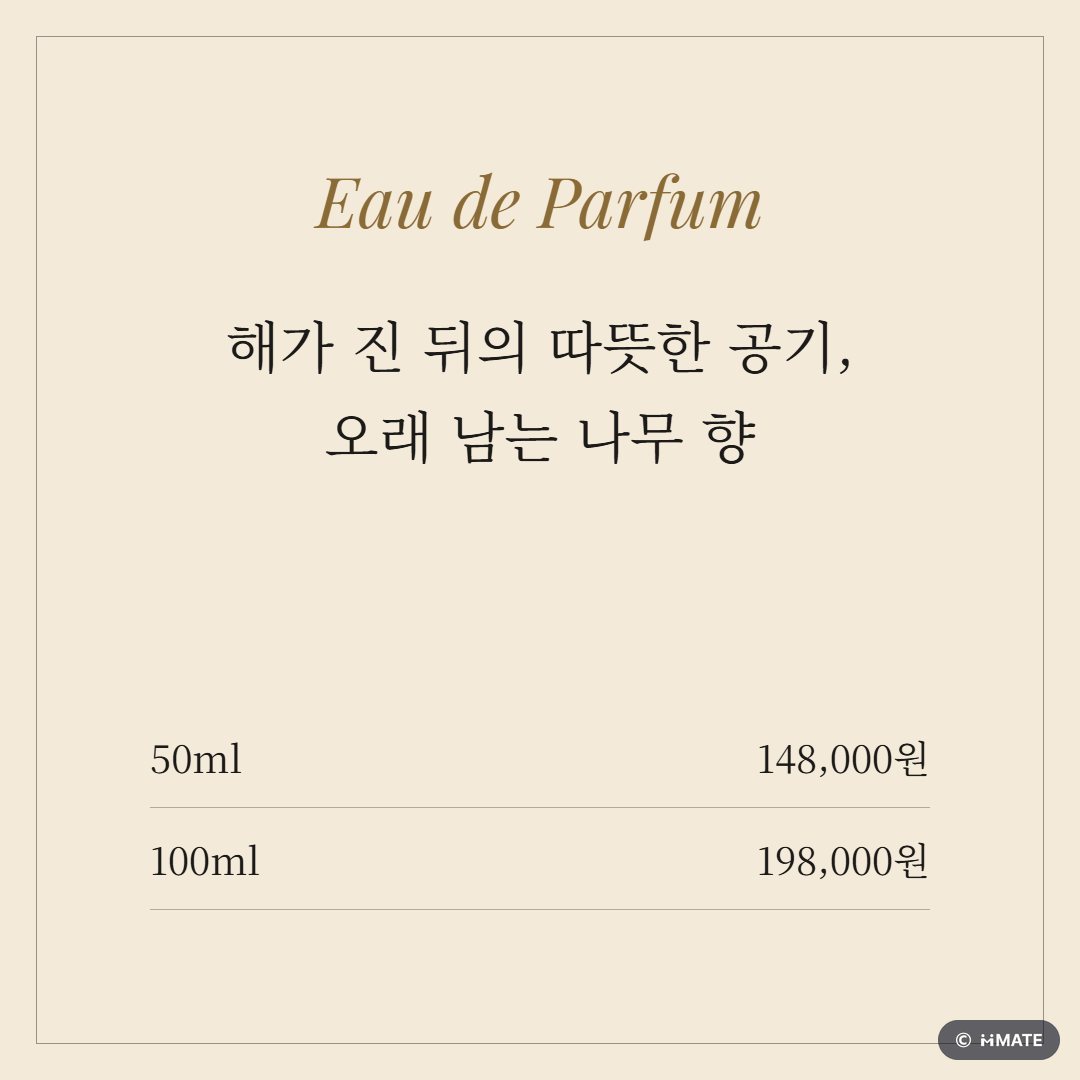 Eau de Parfum
해가 진 뒤의 따뜻한 공기,
오래 남는 나무 향
50ml 148,000원
100ml 198,000원
© MMATE